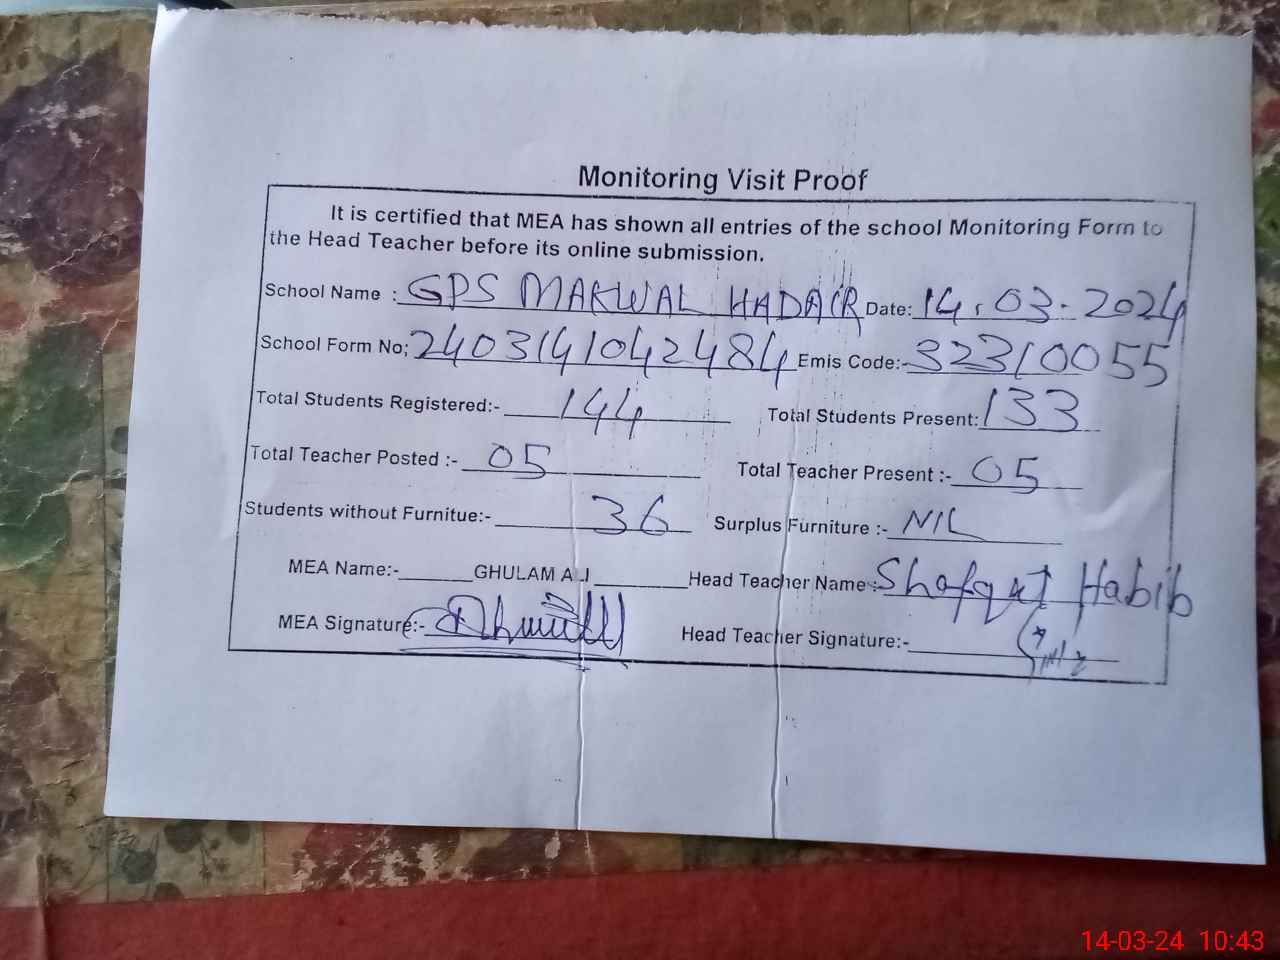 Monitoring Visit Proof
It is certified that MEA has shown all entries of the school Monitoring Form to
the Head Teacher before its online submission.
School Name : GPS MAKWAL HADAIR Date: 14.03.2024
School Form No; 2403141042484 Emis Code:- 32310055
Total Students Registered:- 144 Total Students Present: 133
Total Teacher Posted :- 05 Total Teacher Present :- 05
Students without Furnitue:- 36 Surplus Furniture :- NIL
MEA Name:- GHULAM ALI Head Teacher Name :- Shafqat Habib
MEA Signature:- Head Teacher Signature:-
14-03-24 10:43